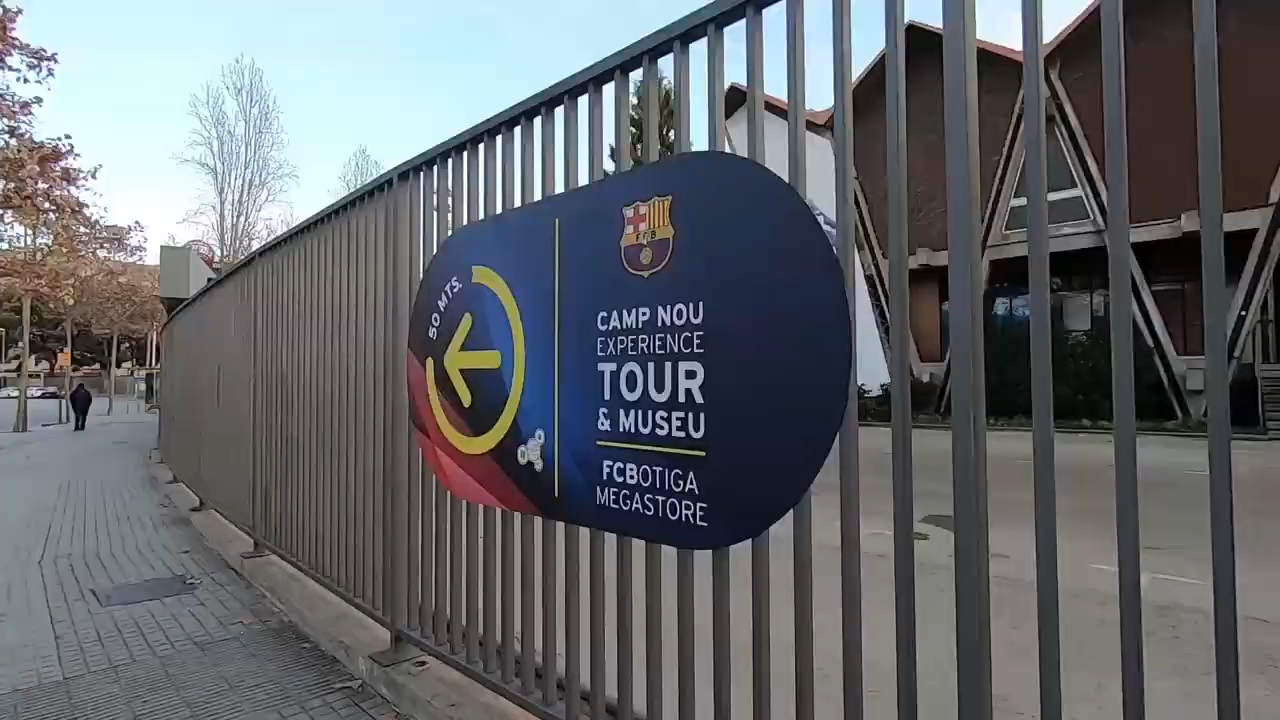 50 MTS.
FCB
CAMP NOU
EXPERIENCE
TOUR
& MUSEU
FCBOTIGA
MEGASTORE